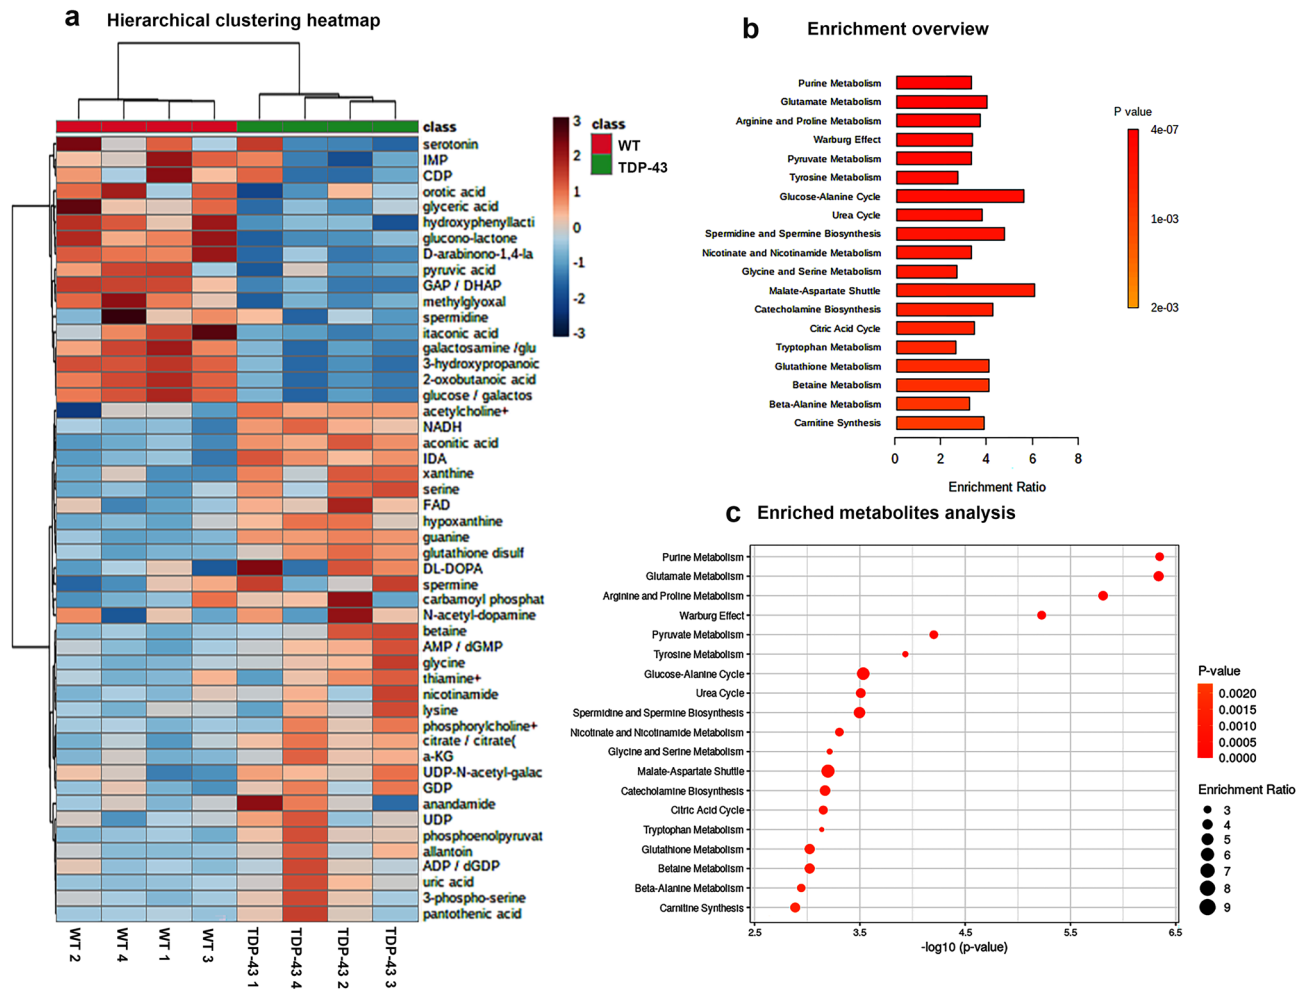 a
Hierarchical clustering heatmap
class
serotonin
IMP
CDP
orotic acid
glyceric acid
hydroxyphenyllacti
glucono-lactone
D-arabinono-1,4-la
pyruvic acid
GAP / DHAP
methylglyoxal
spermidine
itaconic acid
galactosamine /glu
3-hydroxypropanoic
2-oxobutanoic acid
glucose / galactos
acetylcholine+
NADH
aconitic acid
IDA
xanthine
serine
FAD
hypoxanthine
guanine
glutathione disulf
DL-DOPA
spermine
carbamoyl phosphat
N-acetyl-dopamine
betaine
AMP / dGMP
glycine
thiamine+
nicotinamide
lysine
phosphorylcholine+
citrate / citrate(
a-KG
UDP-N-acetyl-galac
GDP
anandamide
UDP
phosphoenolpyruvat
allantoin
ADP / dGDP
uric acid
3-phospho-serine
pantothenic acid
WT 2
WT 4
WT 1
WT 3
TDP-43 1
TDP-43 4
TDP-43 2
TDP-43 3
3
2
1
0
-1
-2
-3
class
WT
TDP-43
b
Enrichment overview
Purine Metabolism
Glutamate Metabolism
Arginine and Proline Metabolism
Warburg Effect
Pyruvate Metabolism
Tyrosine Metabolism
Glucose-Alanine Cycle
Urea Cycle
Spermidine and Spermine Biosynthesis
Nicotinate and Nicotinamide Metabolism
Glycine and Serine Metabolism
Malate-Aspartate Shuttle
Catecholamine Biosynthesis
Citric Acid Cycle
Tryptophan Metabolism
Glutathione Metabolism
Betaine Metabolism
Beta-Alanine Metabolism
Carnitine Synthesis
0 2 4 6 8
Enrichment Ratio
P value
4e-07
1e-03
2e-03
c
Enriched metabolites analysis
Purine Metabolism
Glutamate Metabolism
Arginine and Proline Metabolism
Warburg Effect
Pyruvate Metabolism
Tyrosine Metabolism
Glucose-Alanine Cycle
Urea Cycle
Spermidine and Spermine Biosynthesis
Nicotinate and Nicotinamide Metabolism
Glycine and Serine Metabolism
Malate-Aspartate Shuttle
Catecholamine Biosynthesis
Citric Acid Cycle
Tryptophan Metabolism
Glutathione Metabolism
Betaine Metabolism
Beta-Alanine Metabolism
Carnitine Synthesis
2.5 3.5 4.5 5.5 6.5
-log10 (p-value)
P-value
0.0020
0.0015
0.0010
0.0005
0.0000
Enrichment Ratio
3
4
5
6
7
8
9